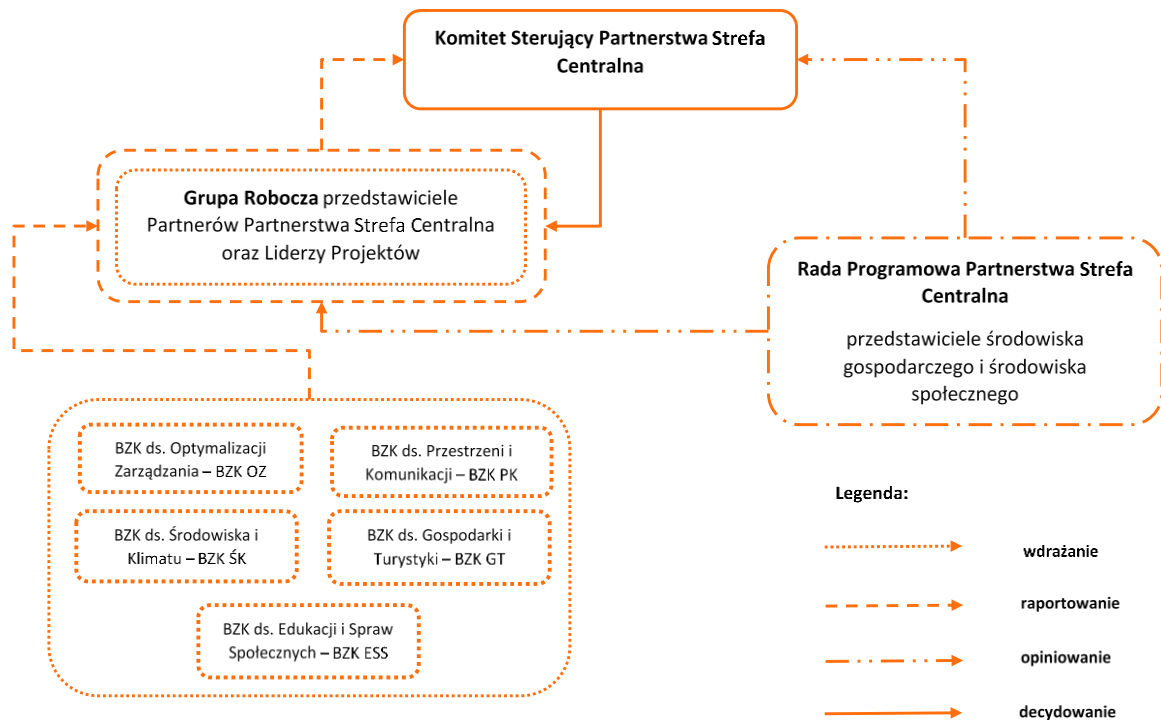 Komitet Sterujący Partnerstwa Strefa
Centralna
Grupa Robocza przedstawiciele
Partnerów Partnerstwa Strefa Centralna
oraz Liderzy Projektów
Rada Programowa Partnerstwa Strefa
Centralna
przedstawiciele środowiska
gospodarczego i środowiska
społecznego
BZK ds. Optymalizacji
Zarządzania – BZK OZ
BZK ds. Przestrzeni i
Komunikacji – BZK PK
BZK ds. Środowiska i
Klimatu – BZK ŚK
BZK ds. Gospodarki i
Turystyki – BZK GT
BZK ds. Edukacji i Spraw
Społecznych – BZK ESS
Legenda:
wdrażanie
raportowanie
opiniowanie
decydowanie